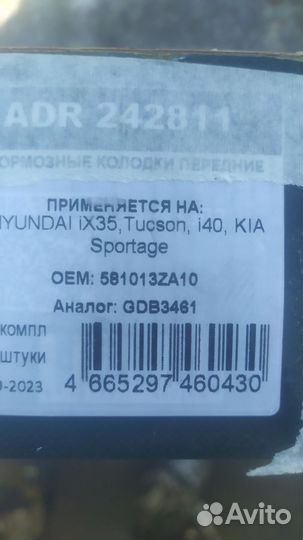 ADR 242811
ОРМОЗНЫЕ КОЛОДКИ ПЕРЕДНИЕ
ПРИМЕНЯЕТСЯ НА:
HYUNDAI iX35, Tucson, i40, KIA
Sportage
OEM: 581013ZA10
Аналог: GDB3461
КОМПЛ
ШТУКИ
-2023
4 665297 460430
Avito